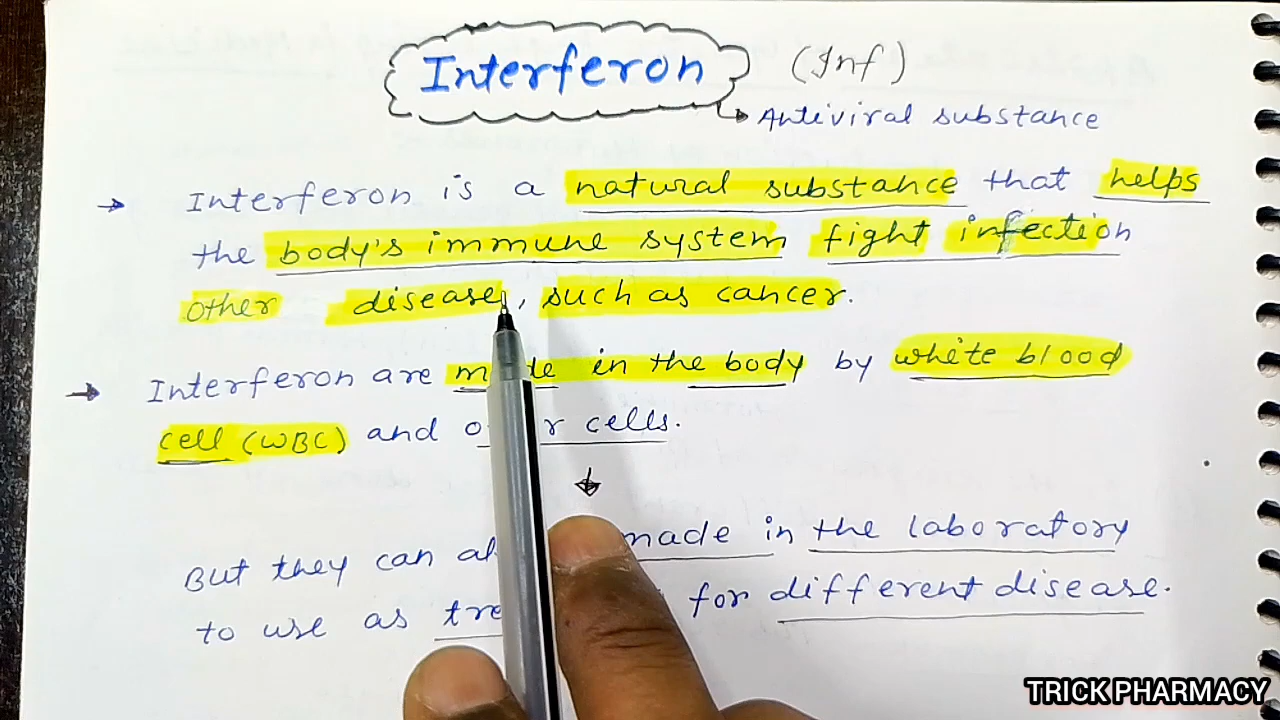 Interferon (Inf)
Antiviral substance
Interferon is a natural substance that helps
the body's immune system fight infection
other disease, such as cancer.
Interferon are made in the body by white blood
cell (WBC) and other cells.
But they can made in the laboratory
to use as for different disease.
TRICK PHARMACY